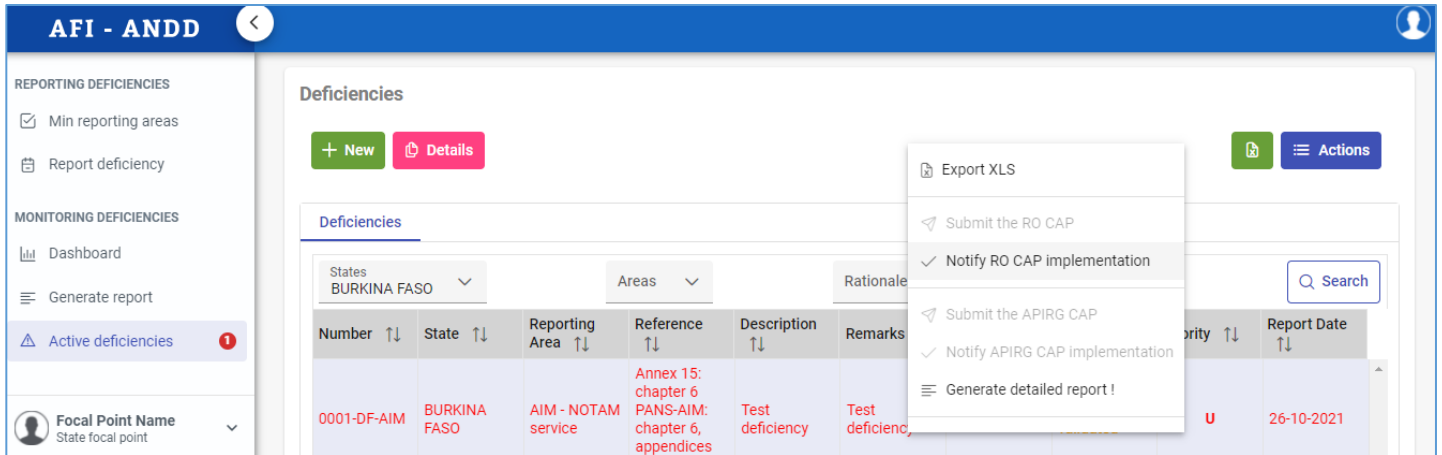 AFI - ANDD
REPORTING DEFICIENCIES
Min reporting areas
Report deficiency
MONITORING DEFICIENCIES
Dashboard
Generate report
Active deficiencies
1
Focal Point Name
State focal point
Deficiencies
New
Details
Actions
Export XLS
Submit the RO CAP
Notify RO CAP implementation
Submit the APIRG CAP
Notify APIRG CAP implementation
Generate detailed report !
Deficiencies
States
BURKINA FASO
Areas
Rationale
Search
Number
State
Reporting
Area
Reference
Description
Remarks
Report Date
0001-DF-AIM
BURKINA
FASO
AIM - NOTAM
service
Annex 15:
chapter 6
PANS-AIM:
chapter 6,
appendices
Test
deficiency
Test
deficiency
U
26-10-2021